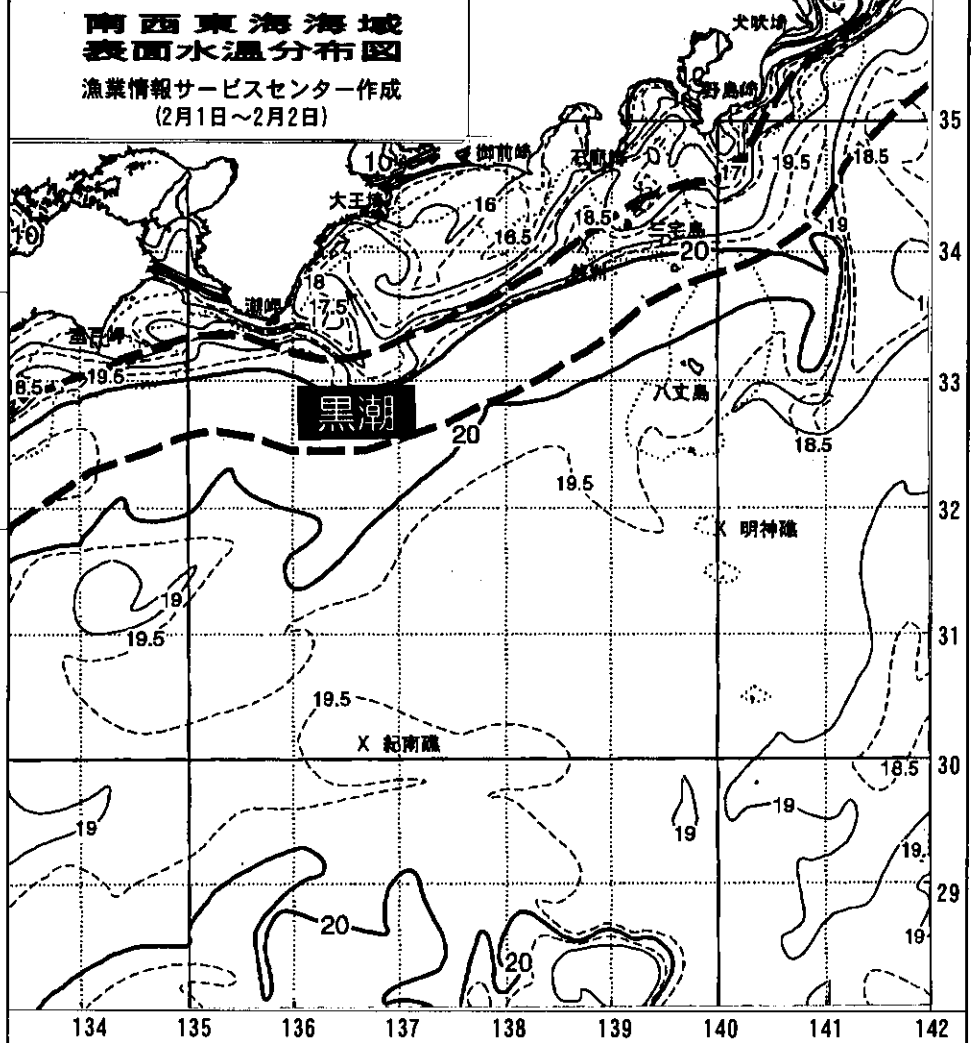 南西東海海域
表面水温分布図
漁業情報サービスセンター作成
(2月1日～2月2日)
犬吠埼
野島崎
35
10
御前崎
石廊崎
17
19.5
18.5
大王埼
16
16.5
18.5
19
10
三宅島
20
34
銭洲
18
17.5
潮岬
室戸岬
18.5
19.5
33
八丈島
黒潮
20
18.5
19.5
32
X 明神礁
19
19.5
31
19.5
X 紀南礁
30
18.5
19
19
19
19.
29
20
19
20
134 135 136 137 138 139 140 141 142